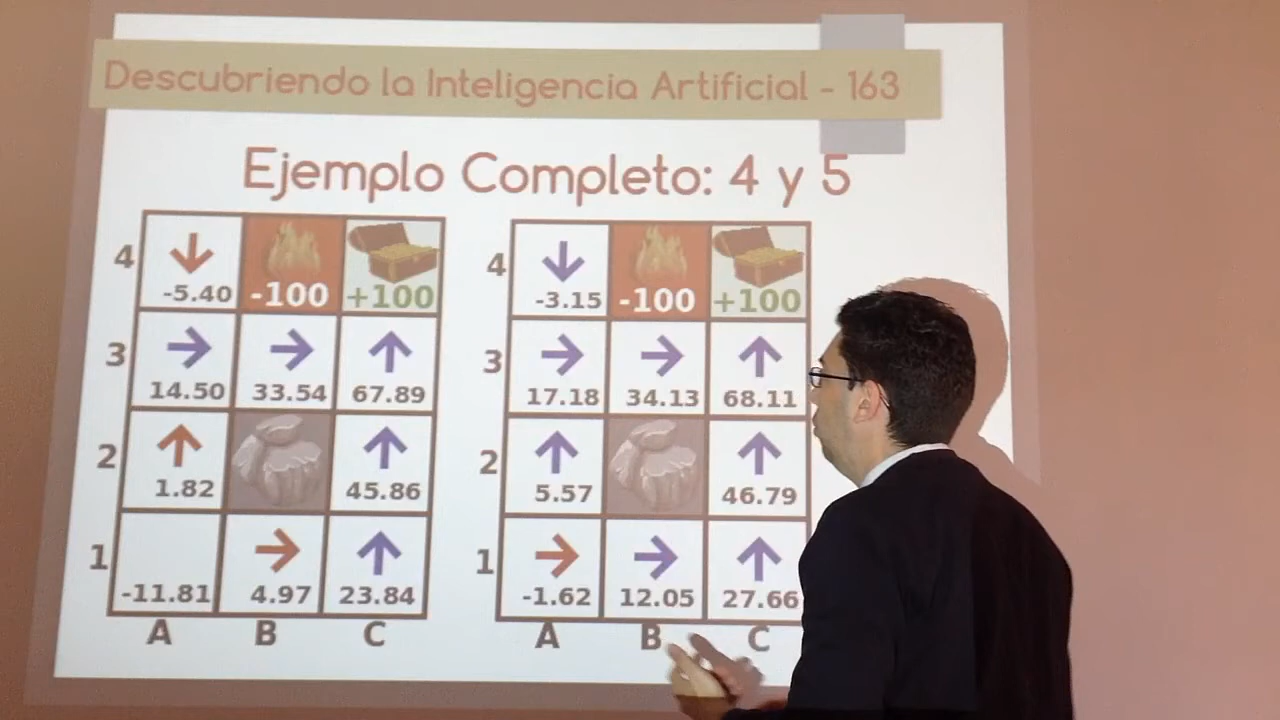 Descubriendo la Inteligencia Artificial - 163
Ejemplo Completo: 4 y 5
4 -5.40 -100 +100
3 14.50 33.54 67.89
2 1.82 45.86
1 -11.81 4.97 23.84
A B C
4 -3.15 -100 +100
3 17.18 34.13 68.11
2 5.57 46.79
1 -1.62 12.05 27.66
A B C